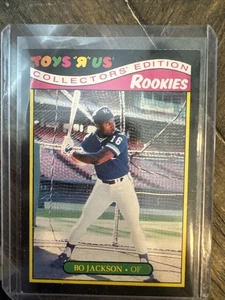 TOYS "R" US
COLLECTORS' EDITION
ROOKIES
16
BO JACKSON • OF